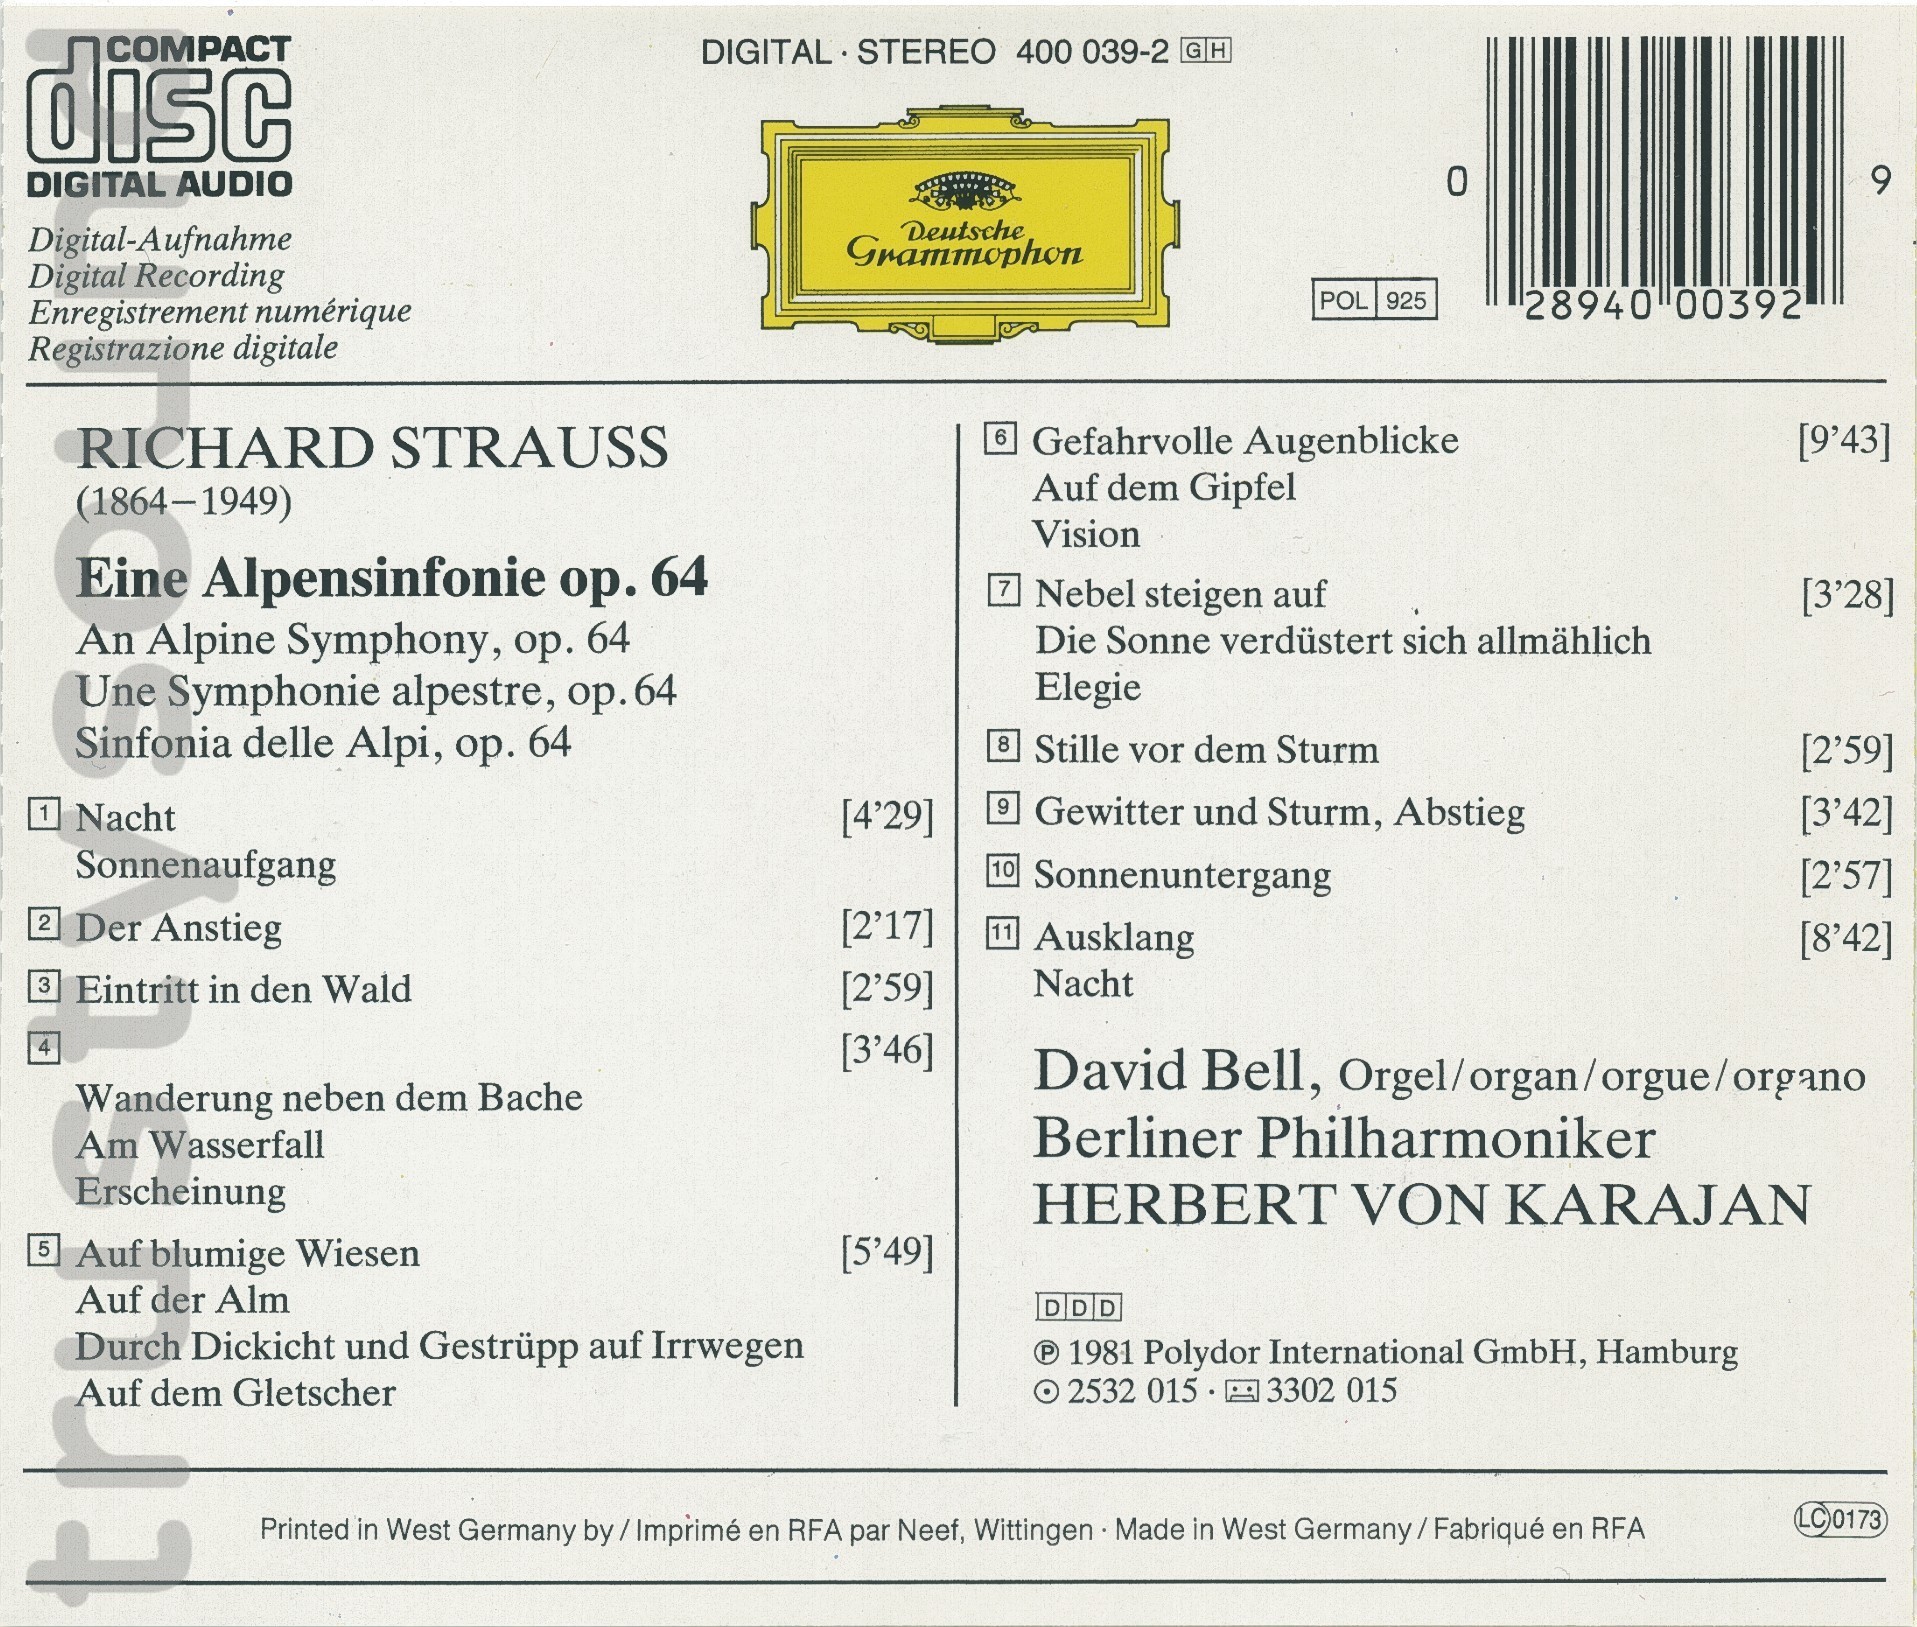 COMPACT
disc
DIGITAL AUDIO
Digital-Aufnahme
Digital Recording
Enregistrement numérique
Registrazione digitale
DIGITAL · STEREO 400 039-2 GH
Deutsche
Grammophon
POL 925
0 28940 00392 9
RICHARD STRAUSS
(1864–1949)
Eine Alpensinfonie op. 64
An Alpine Symphony, op. 64
Une Symphonie alpestre, op. 64
Sinfonia delle Alpi, op. 64
1 Nacht [4’29]
Sonnenaufgang
2 Der Anstieg [2’17]
3 Eintritt in den Wald [2’59]
4 [3’46]
Wanderung neben dem Bache
Am Wasserfall
Erscheinung
5 Auf blumige Wiesen [5’49]
Auf der Alm
Durch Dickicht und Gestrüpp auf Irrwegen
Auf dem Gletscher
6 Gefahrvolle Augenblicke [9’43]
Auf dem Gipfel
Vision
7 Nebel steigen auf [3’28]
Die Sonne verdüstert sich allmählich
Elegie
8 Stille vor dem Sturm [2’59]
9 Gewitter und Sturm, Abstieg [3’42]
10 Sonnenuntergang [2’57]
11 Ausklang [8’42]
Nacht
David Bell, Orgel/organ/orgue/organo
Berliner Philharmoniker
HERBERT VON KARAJAN
DDD
℗ 1981 Polydor International GmbH, Hamburg
2532 015 · 3302 015
Printed in West Germany by / Imprimé en RFA par Neef, Wittingen · Made in West Germany / Fabriqué en RFA
LC 0173
trustysound